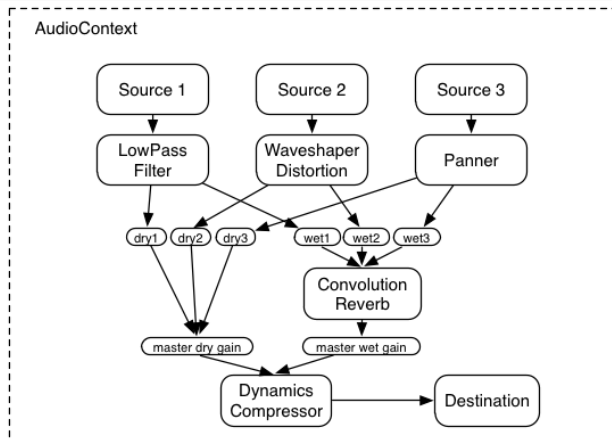 AudioContext
Source 1
Source 2
Source 3
LowPass
Filter
Waveshaper
Distortion
Panner
dry1
dry2
dry3
wet1
wet2
wet3
Convolution
Reverb
master dry gain
master wet gain
Dynamics
Compressor
Destination